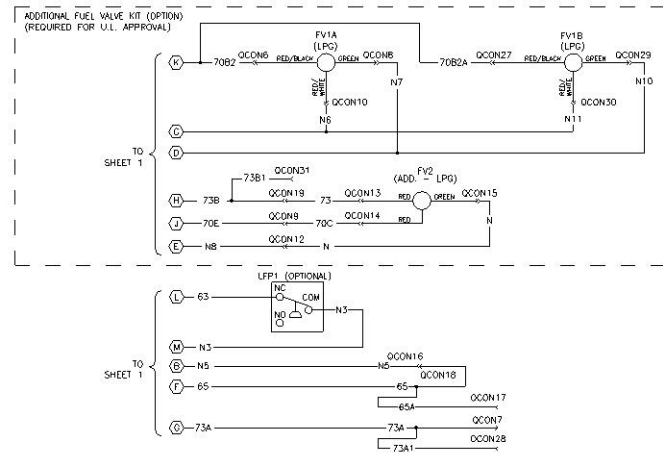 ADDITIONAL FUEL VALVE KIT (OPTION)
(REQUIRED FOR U.L. APPROVAL)
FV1A
(LPG)
FV1B
(LPG)
K
70B2
QCON6
RED/BLACK
GREEN
QCON8
70B2A
QCON27
RED/BLACK
GREEN
QCON29
N7
N10
RED/
WHITE
QCON10
RED/
WHITE
QCON30
N6
N11
C
D
TO
SHEET 1
73B1
QCON31
FV2
(ADD. - LPG)
H
73B
QCON19
73
QCON13
RED
GREEN
QCON15
J
70E
QCON9
70C
QCON14
RED
N
E
N8
QCON12
N
LFP1 (OPTIONAL)
NC
COM
NO
L
63
N3
M
N3
TO
SHEET 1
B
N5
N5
QCON16
QCON18
F
65
65
65A
QCON17
G
73A
73A
QCON7
73A1
QCON28